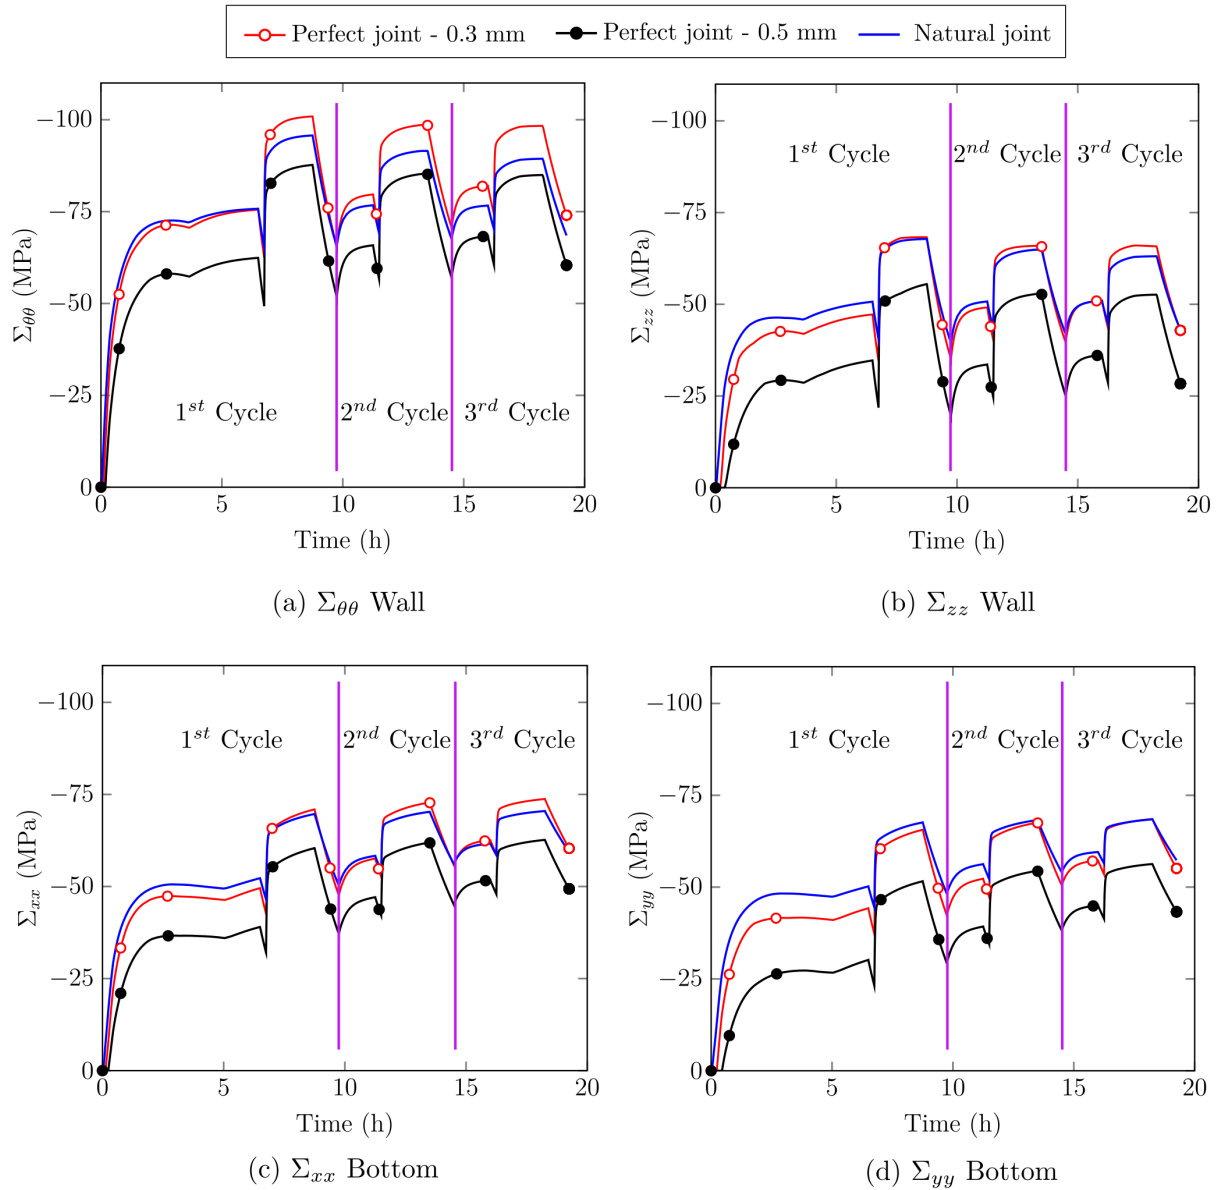 Perfect joint - 0.3 mm Perfect joint - 0.5 mm Natural joint
−100
−75
−50
−25
0
Σθθ (MPa)
1st Cycle 2nd Cycle 3rd Cycle
0 5 10 15 20
Time (h)
(a) Σθθ Wall
−100
−75
−50
−25
0
Σzz (MPa)
1st Cycle 2nd Cycle 3rd Cycle
0 5 10 15 20
Time (h)
(b) Σzz Wall
−100
−75
−50
−25
0
Σxx (MPa)
1st Cycle 2nd Cycle 3rd Cycle
0 5 10 15 20
Time (h)
(c) Σxx Bottom
−100
−75
−50
−25
0
Σyy (MPa)
1st Cycle 2nd Cycle 3rd Cycle
0 5 10 15 20
Time (h)
(d) Σyy Bottom